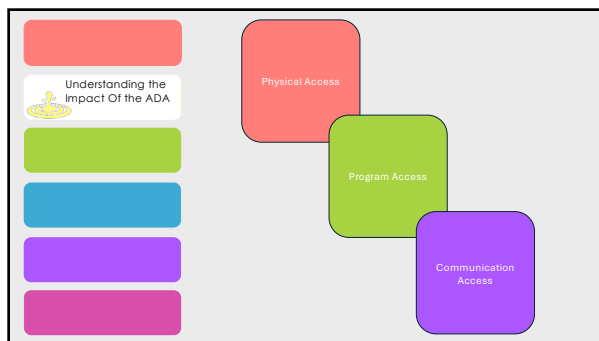 Understanding the
Impact Of the ADA
Physical Access
Program Access
Communication
Access